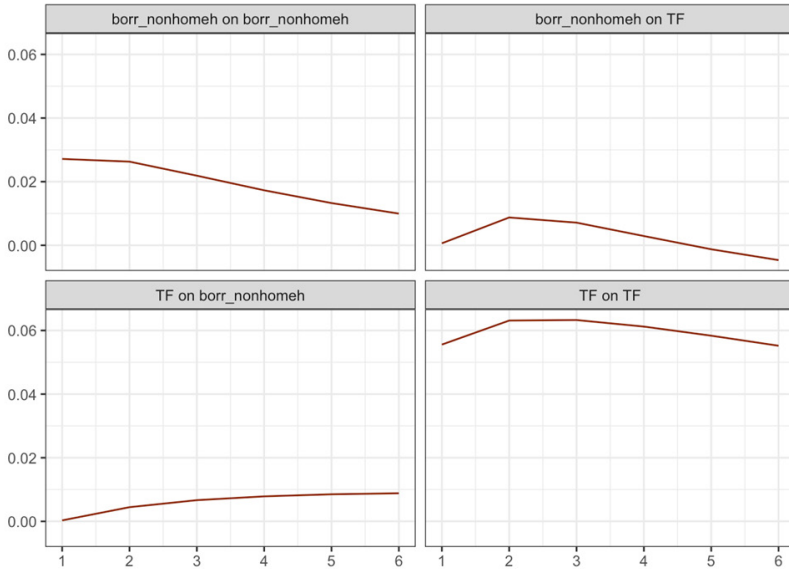 borr_nonhomeh on borr_nonhomeh
borr_nonhomeh on TF
0.06
0.04
0.02
0.00
TF on borr_nonhomeh
TF on TF
0.06
0.04
0.02
0.00
1 2 3 4 5 6
1 2 3 4 5 6